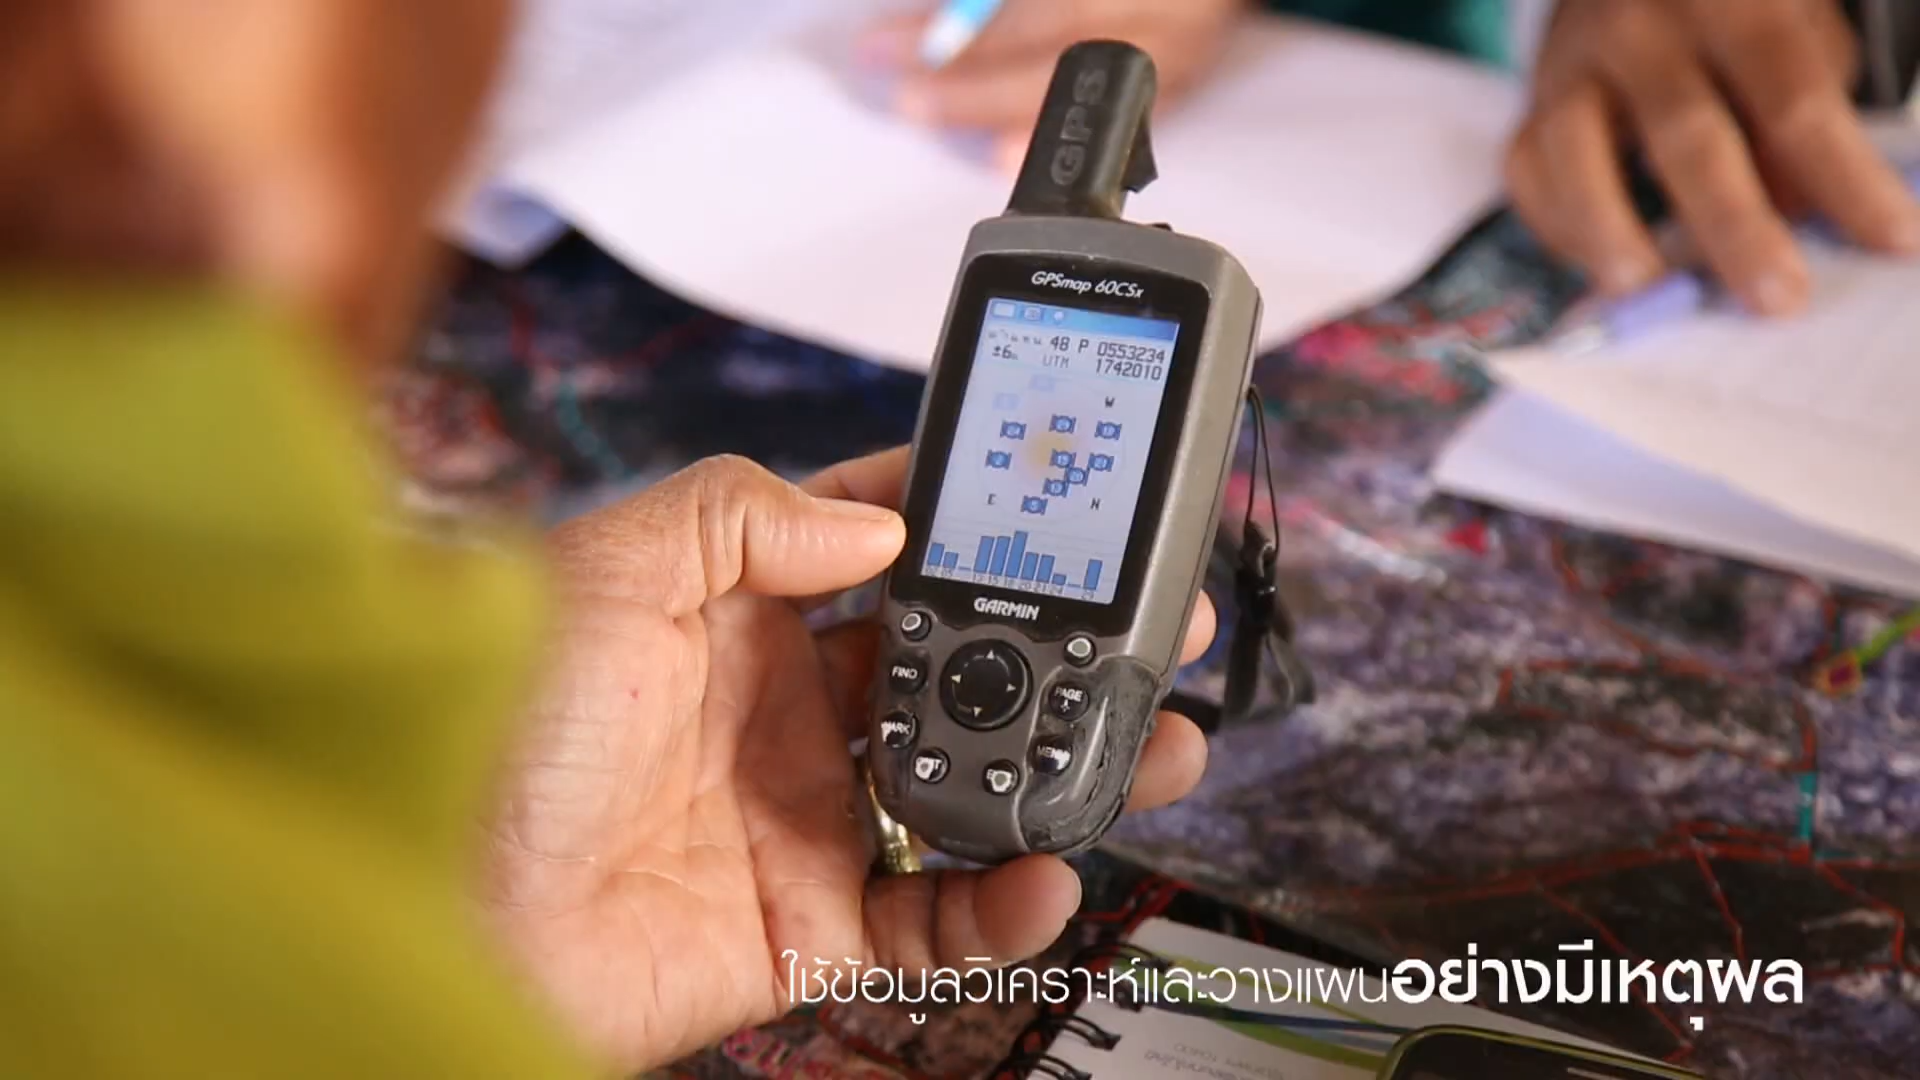 GPS
GPSmap 60CSx
48 P 0553234
±6m UTM 1742010
W
E N
GARMIN
FIND
PAGE
MARK
MENU
ใช้ข้อมูลวิเคราะห์และวางแผนอย่างมีเหตุผล